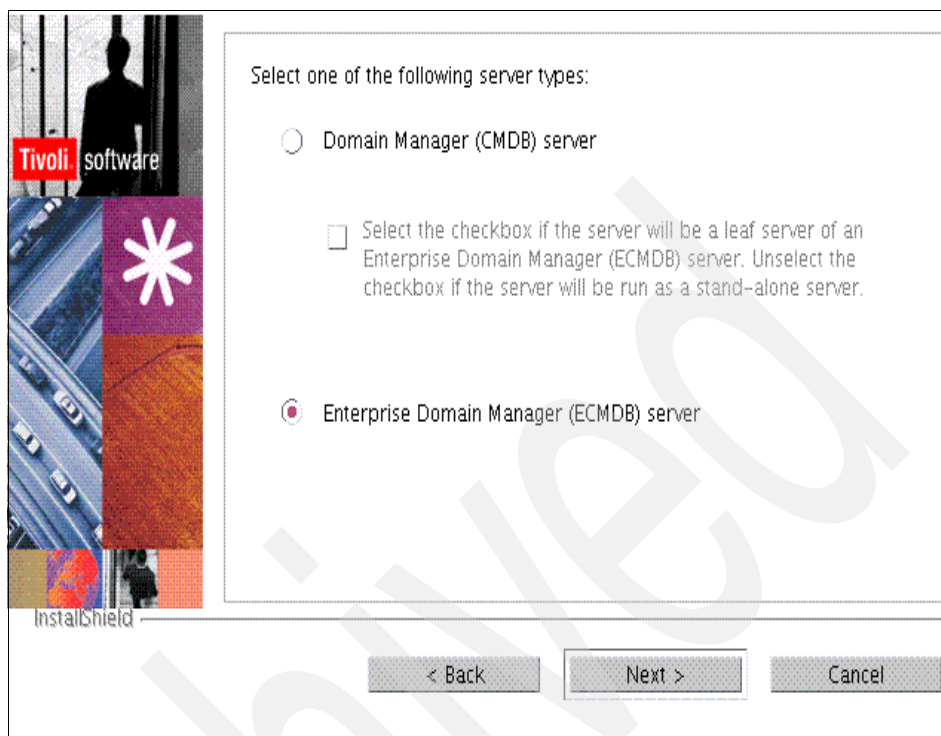 Select one of the following server types:
Domain Manager (CMDB) server
Tivoli. software
Select the checkbox if the server will be a leaf server of an
Enterprise Domain Manager (ECMDB) server. Unselect the
checkbox if the server will be run as a stand-alone server.
Enterprise Domain Manager (ECMDB) server
InstallShield
< Back
Next >
Cancel